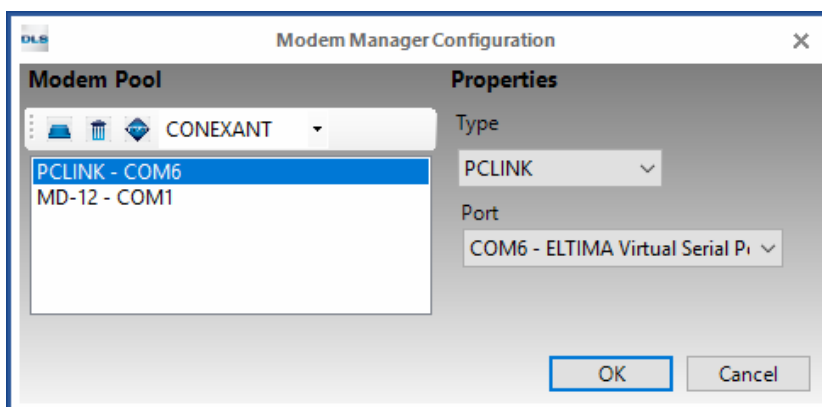 DLS
Modem Manager Configuration
Modem Pool
CONEXANT
PCLINK - COM6
MD-12 - COM1
Properties
Type
PCLINK
Port
COM6 - ELTIMA Virtual Serial
OK
Cancel